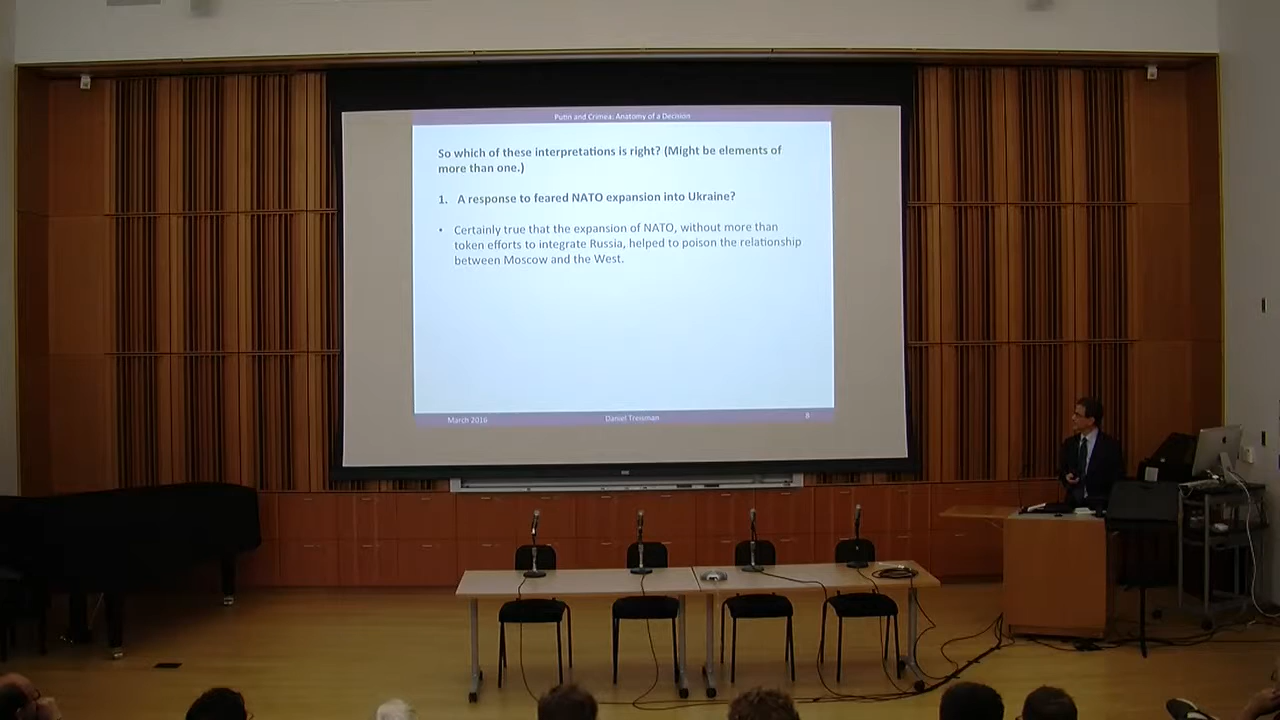 Putin and Crimea: Anatomy of a Decision
So which of these interpretations is right? (Might be elements of
more than one.)
1. A response to feared NATO expansion into Ukraine?
• Certainly true that the expansion of NATO, without more than
token efforts to integrate Russia, helped to poison the relationship
between Moscow and the West.
March 2016 Daniel Treisman 8